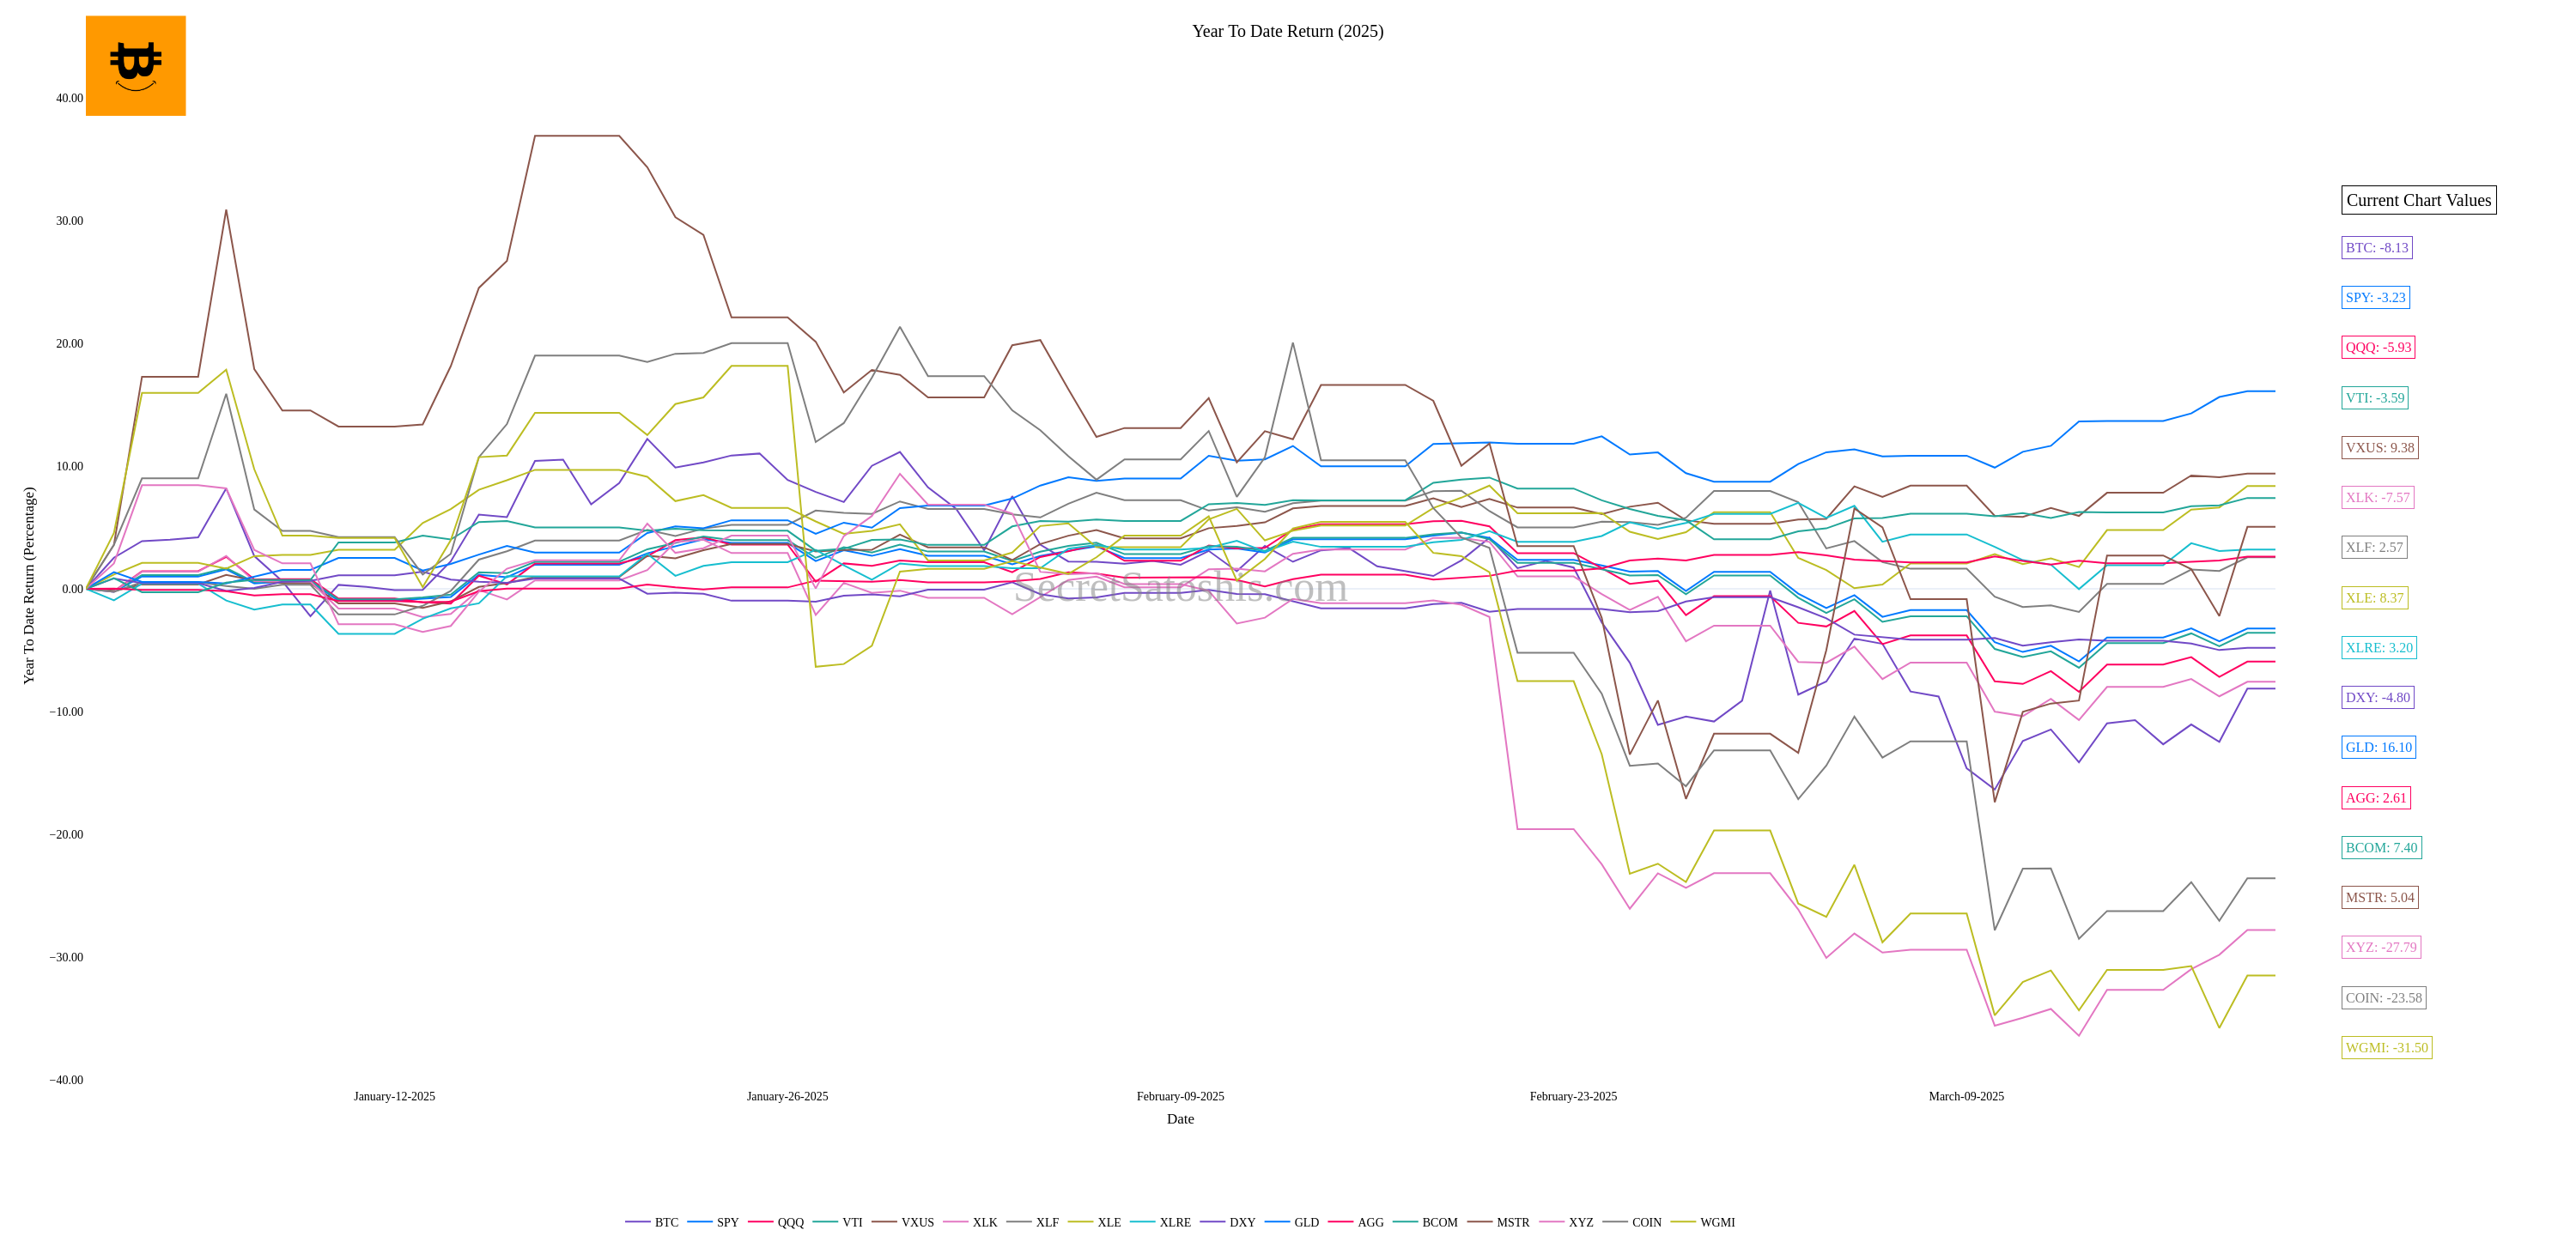 Year To Date Return (2025)
40.00
30.00
20.00
10.00
0.00
−10.00
−20.00
−30.00
−40.00
Year To Date Return (Percentage)
SecretSatoshis.com
January-12-2025
January-26-2025
February-09-2025
February-23-2025
March-09-2025
Date
Current Chart Values
BTC: -8.13
SPY: -3.23
QQQ: -5.93
VTI: -3.59
VXUS: 9.38
XLK: -7.57
XLF: 2.57
XLE: 8.37
XLRE: 3.20
DXY: -4.80
GLD: 16.10
AGG: 2.61
BCOM: 7.40
MSTR: 5.04
XYZ: -27.79
COIN: -23.58
WGMI: -31.50
BTC SPY QQQ VTI VXUS XLK XLF XLE XLRE DXY GLD AGG BCOM MSTR XYZ COIN WGMI